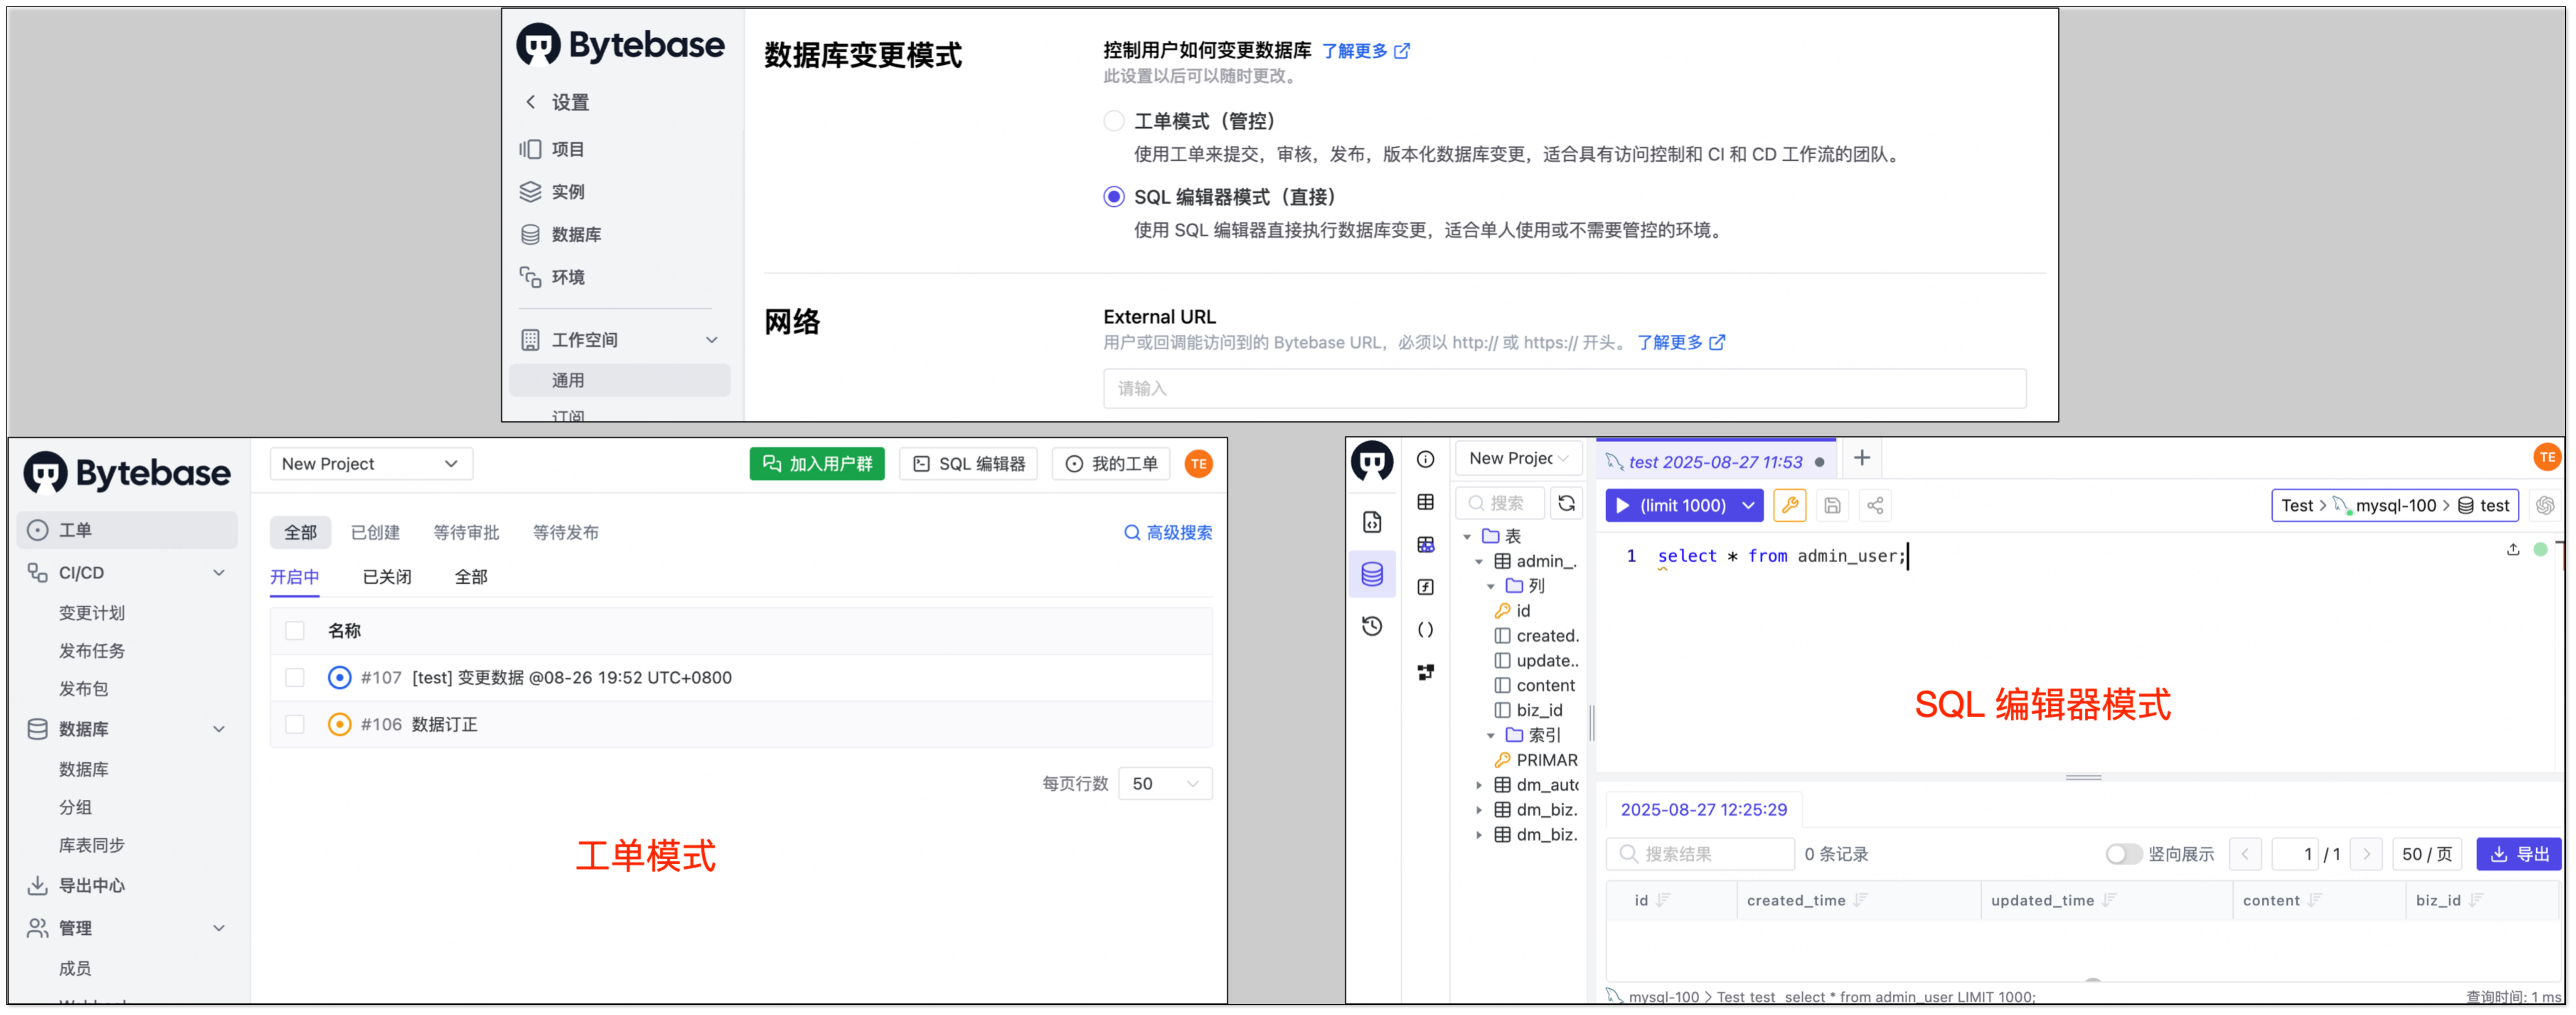 Bytebase
设置
项目
实例
数据库
环境
工作空间
通用
订阅
数据库变更模式
控制用户如何变更数据库 了解更多
此设置以后可以随时更改。
工单模式（管控）
使用工单来提交，审核，发布，版本化数据库变更，适合具有访问控制和 CI 和 CD 工作流的团队。
SQL 编辑器模式（直接）
使用 SQL 编辑器直接执行数据库变更，适合单人使用或不需要管控的环境。
网络
External URL
用户或回调能访问到的 Bytebase URL，必须以 http:// 或 https:// 开头。 了解更多
请输入
Bytebase
工单
CI/CD
变更计划
发布任务
发布包
数据库
数据库
分组
库表同步
导出中心
管理
成员
New Project
加入用户群
SQL 编辑器
我的工单
TE
全部 已创建 等待审批 等待发布
高级搜索
开启中 已关闭 全部
名称
#107 [test] 变更数据 @08-26 19:52 UTC+0800
#106 数据订正
每页行数 50
工单模式
New Projec
搜索
表
admin_.
列
id
created.
update..
content
biz_id
索引
PRIMAR
dm_auto
dm_biz.
dm_biz.
test 2025-08-27 11:53
TE
(limit 1000)
Test > mysql-100 > test
1 select * from admin_user;
SQL 编辑器模式
2025-08-27 12:25:29
搜索结果
0 条记录
竖向展示
1 / 1
50 / 页
导出
id created_time updated_time content biz_id
mysql-100 > Test test select * from admin_user LIMIT 1000;
查询时间: 1 ms